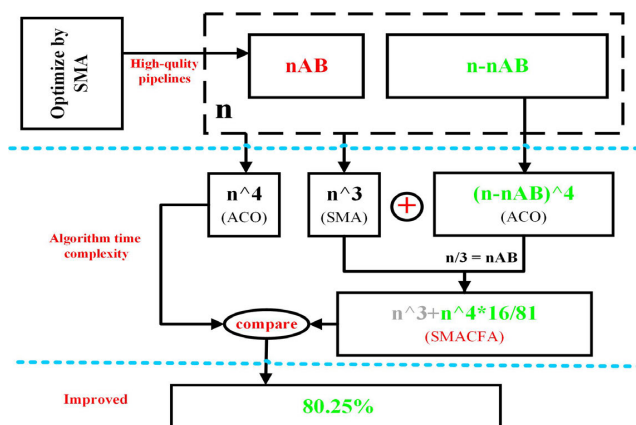 Optimize by
SMA
High-qulity
pipelines
nAB
n-nAB
n
n^4
(ACO)
n^3
(SMA)
+
(n-nAB)^4
(ACO)
Algorithm time
complexity
n/3 = nAB
compare
n^3+n^4*16/81
(SMACFA)
Improved
80.25%